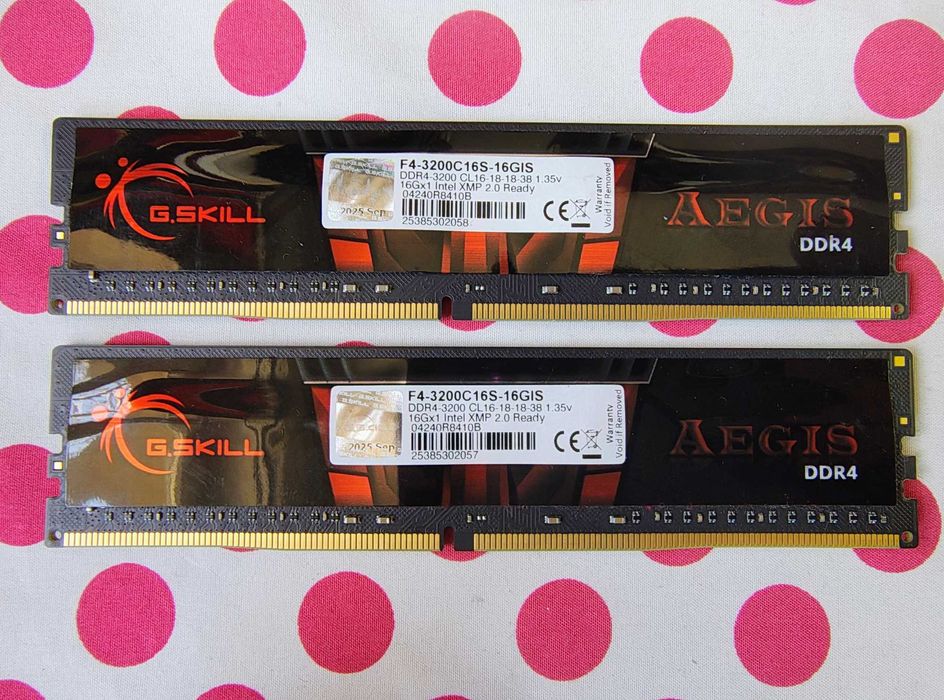 G.SKILL
F4-3200C16S-16GIS
DDR4-3200 CL16-18-18-38 1.35v
16Gx1 Intel XMP 2.0 Ready
04240R8410B
2025 Sep
25385302058
CE
Warranty
Void if Removed
AEGIS
DDR4
G.SKILL
F4-3200C16S-16GIS
DDR4-3200 CL16-18-18-38 1.35v
16Gx1 Intel XMP 2.0 Ready
04240R8410B
2025 Sep
25385302057
CE
Warranty
Void if Removed
AEGIS
DDR4